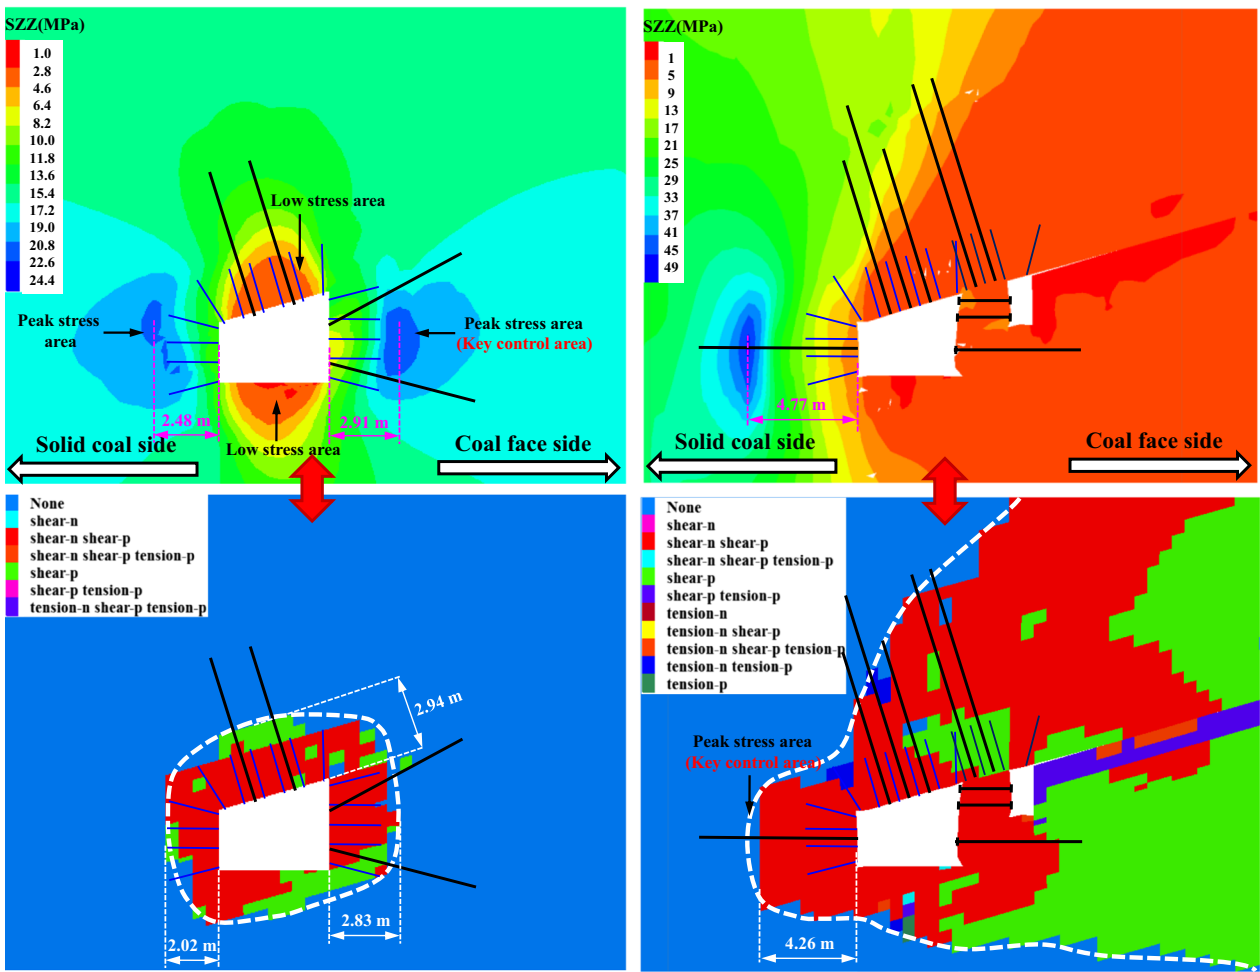 SZZ(MPa)
1.0
2.8
4.6
6.4
8.2
10.0
11.8
13.6
15.4
17.2
19.0
20.8
22.6
24.4
Low stress area
Peak stress
area
Peak stress area
(Key control area)
2.48 m
2.91 m
Low stress area
Solid coal side
Coal face side
SZZ(MPa)
1
5
9
13
17
21
25
29
33
37
41
45
49
4.77 m
Solid coal side
Coal face side
None
shear-n
shear-n shear-p
shear-n shear-p tension-p
shear-p
shear-p tension-p
tension-n shear-p tension-p
2.94 m
2.83 m
2.02 m
None
shear-n
shear-n shear-p
shear-n shear-p tension-p
shear-p
shear-p tension-p
tension-n
tension-n shear-p
tension-n shear-p tension-p
tension-n tension-p
tension-p
Peak stress area
(Key control area)
4.26 m